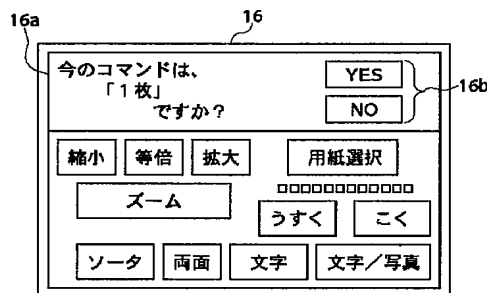 16
16a
今のコマンドは、
「1枚」
ですか?
YES
NO
16b
縮小 等倍 拡大 用紙選択
ズーム
うすく こく
ソータ 両面 文字 文字/写真